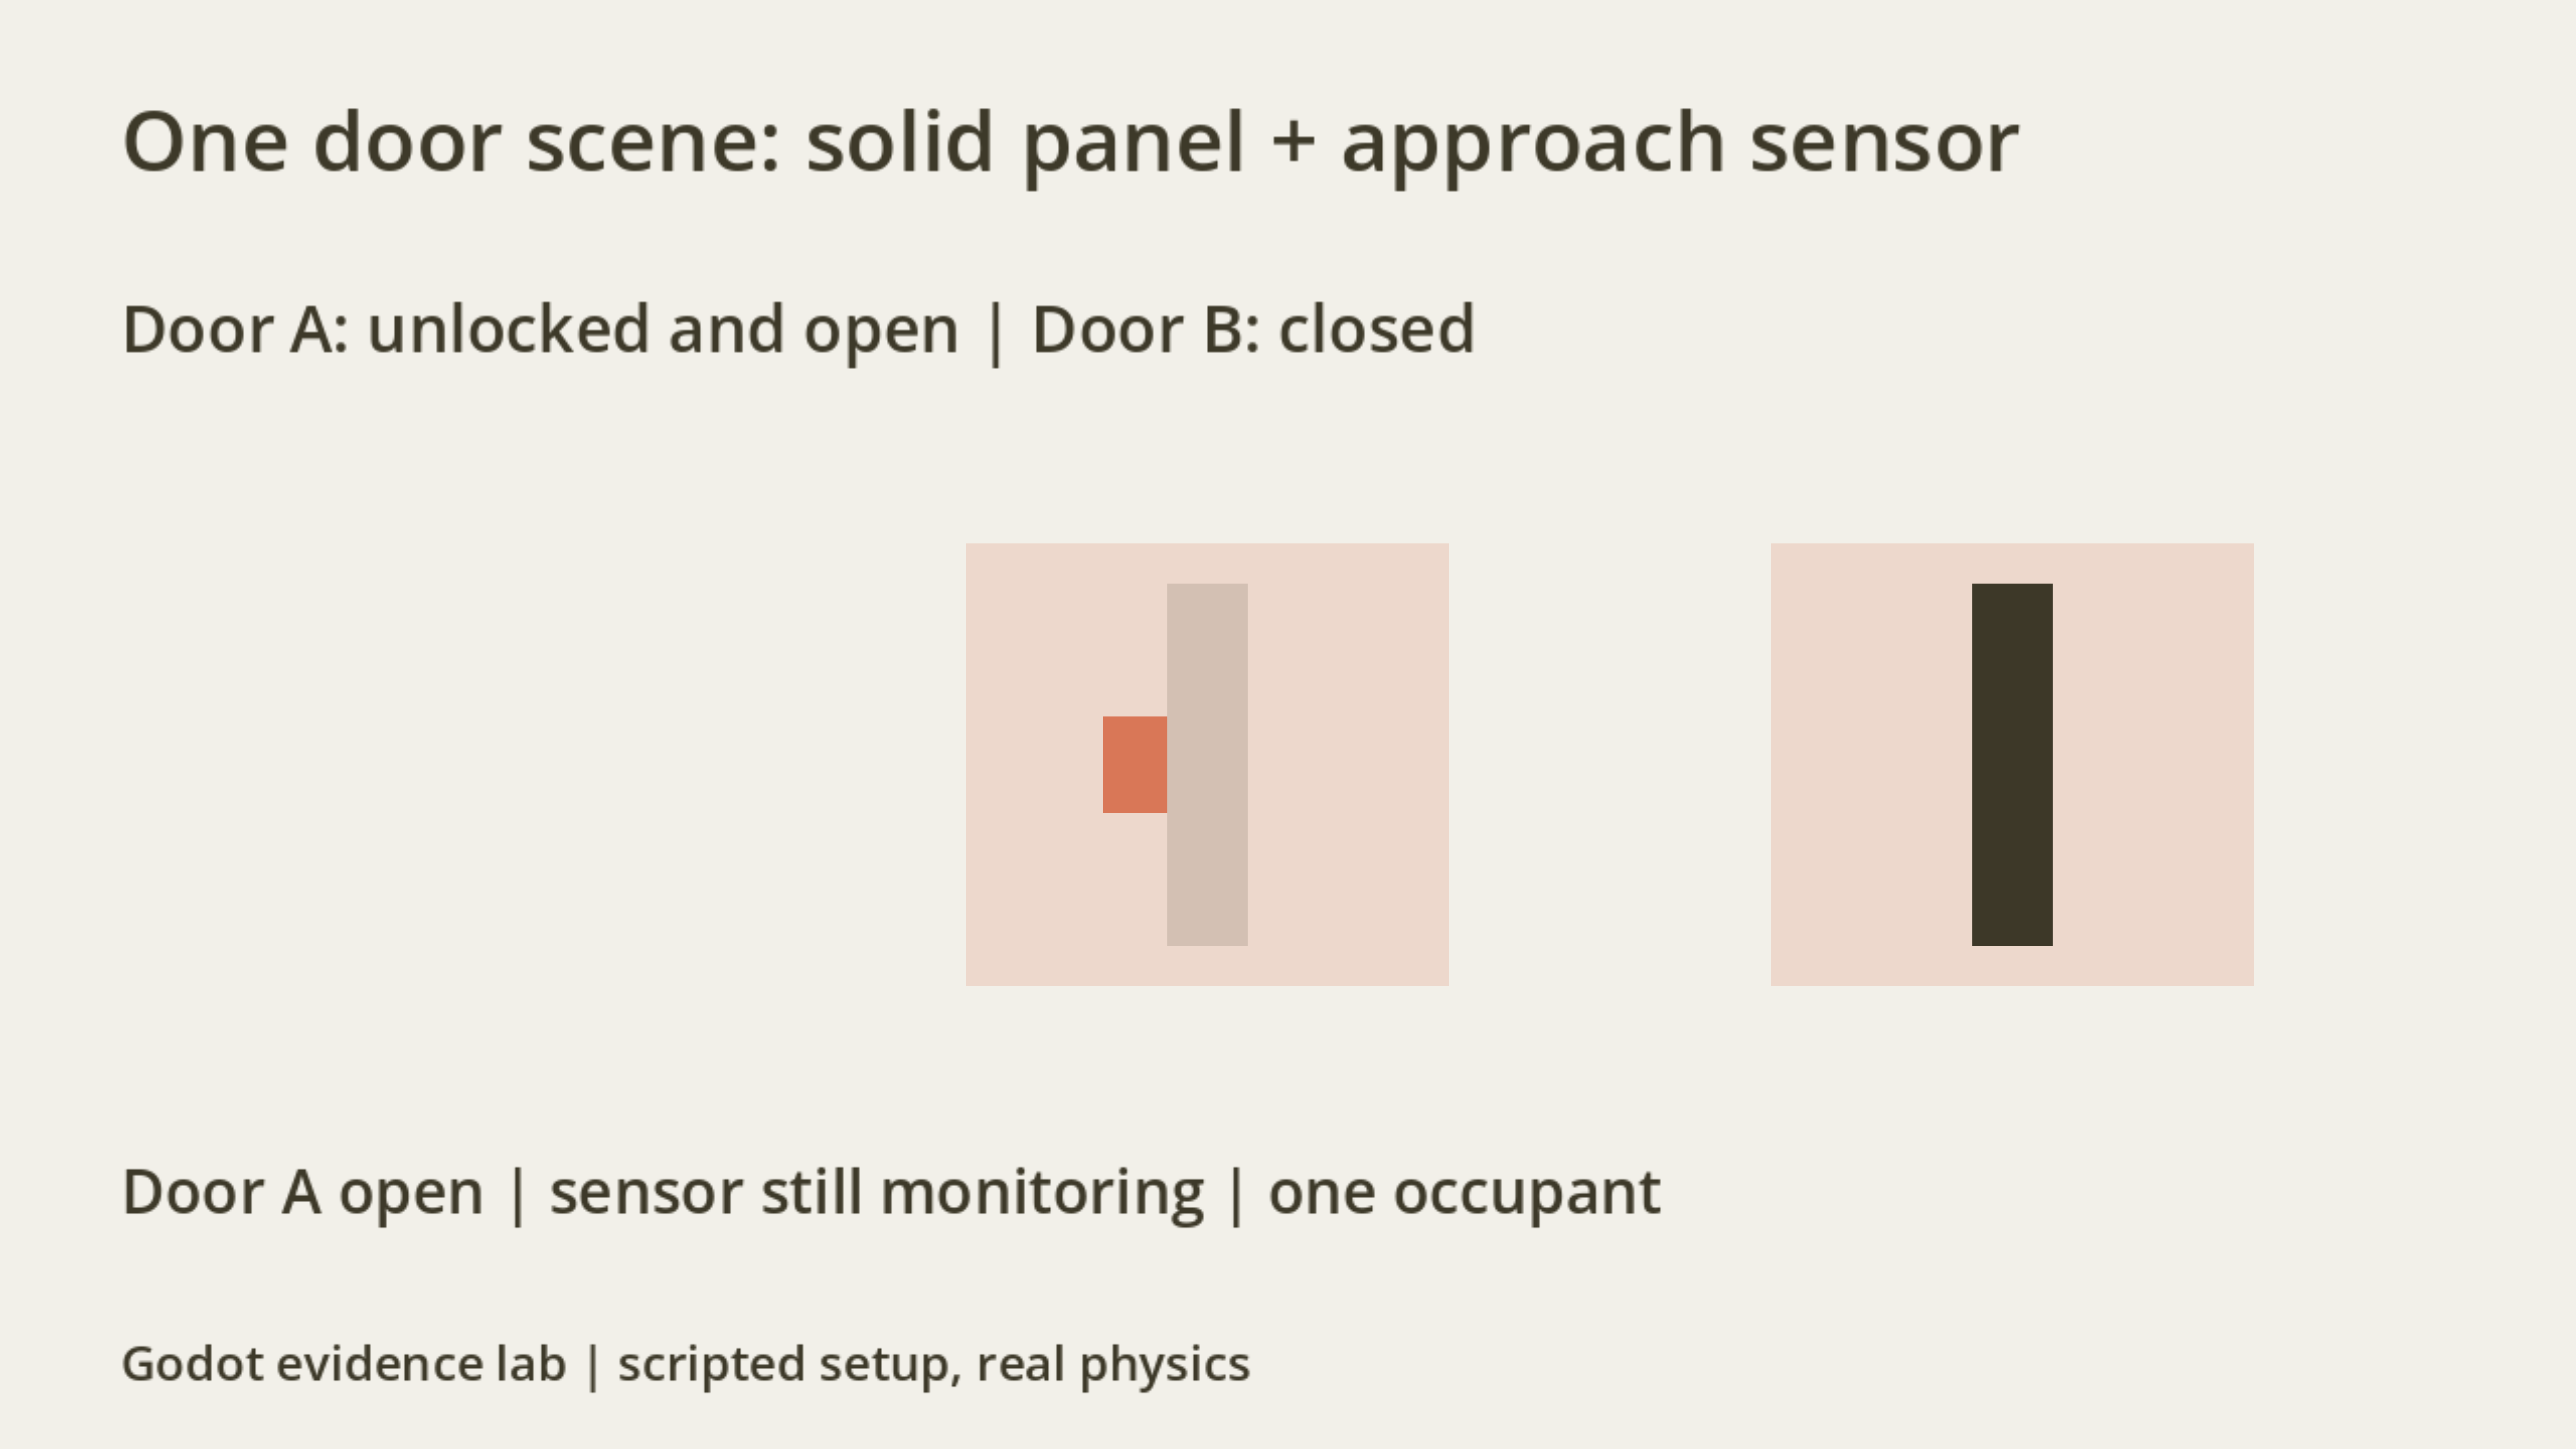 One door scene: solid panel + approach sensor
Door A: unlocked and open | Door B: closed
Door A open | sensor still monitoring | one occupant
Godot evidence lab | scripted setup, real physics